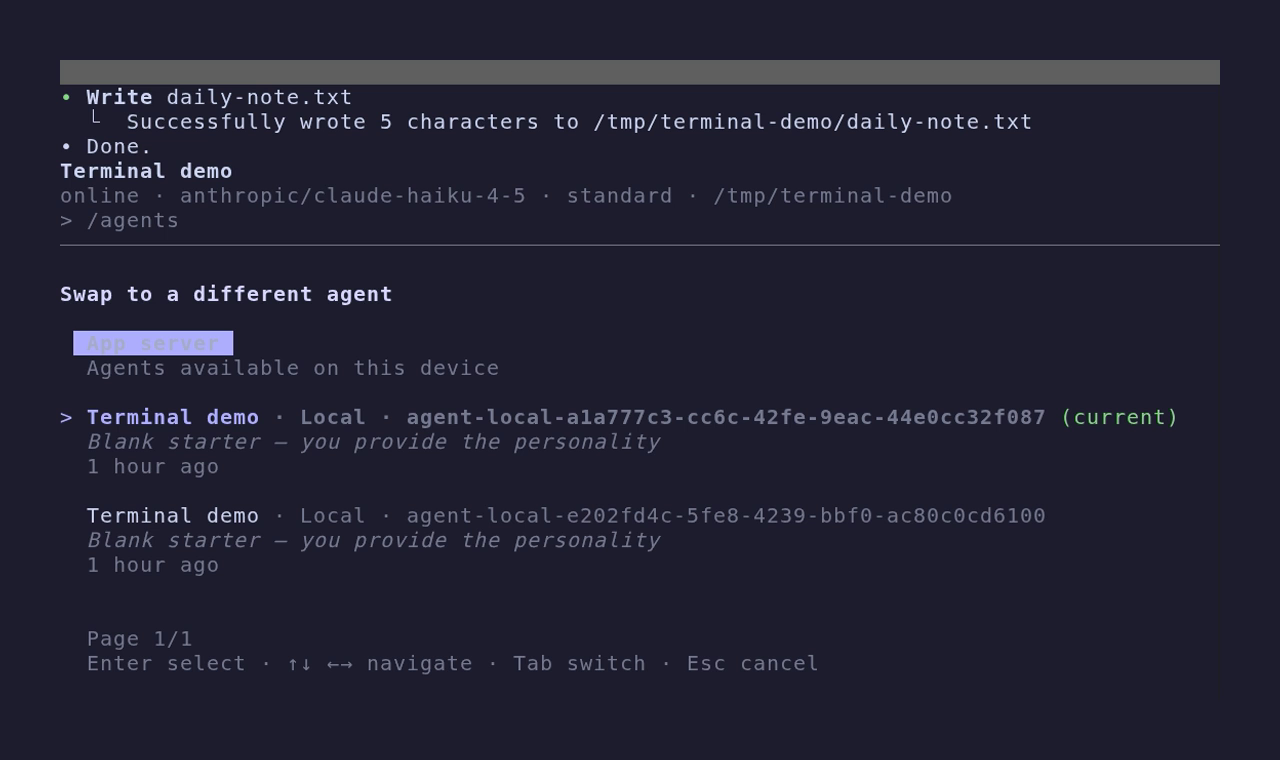 • Write daily-note.txt
└ Successfully wrote 5 characters to /tmp/terminal-demo/daily-note.txt
• Done.
Terminal demo
online · anthropic/claude-haiku-4-5 · standard · /tmp/terminal-demo
> /agents
Swap to a different agent
App server
Agents available on this device
> Terminal demo · Local · agent-local-a1a777c3-cc6c-42fe-9eac-44e0cc32f087 (current)
Blank starter — you provide the personality
1 hour ago
Terminal demo · Local · agent-local-e202fd4c-5fe8-4239-bbf0-ac80c0cd6100
Blank starter — you provide the personality
1 hour ago
Page 1/1
Enter select · ↑↓ ←→ navigate · Tab switch · Esc cancel